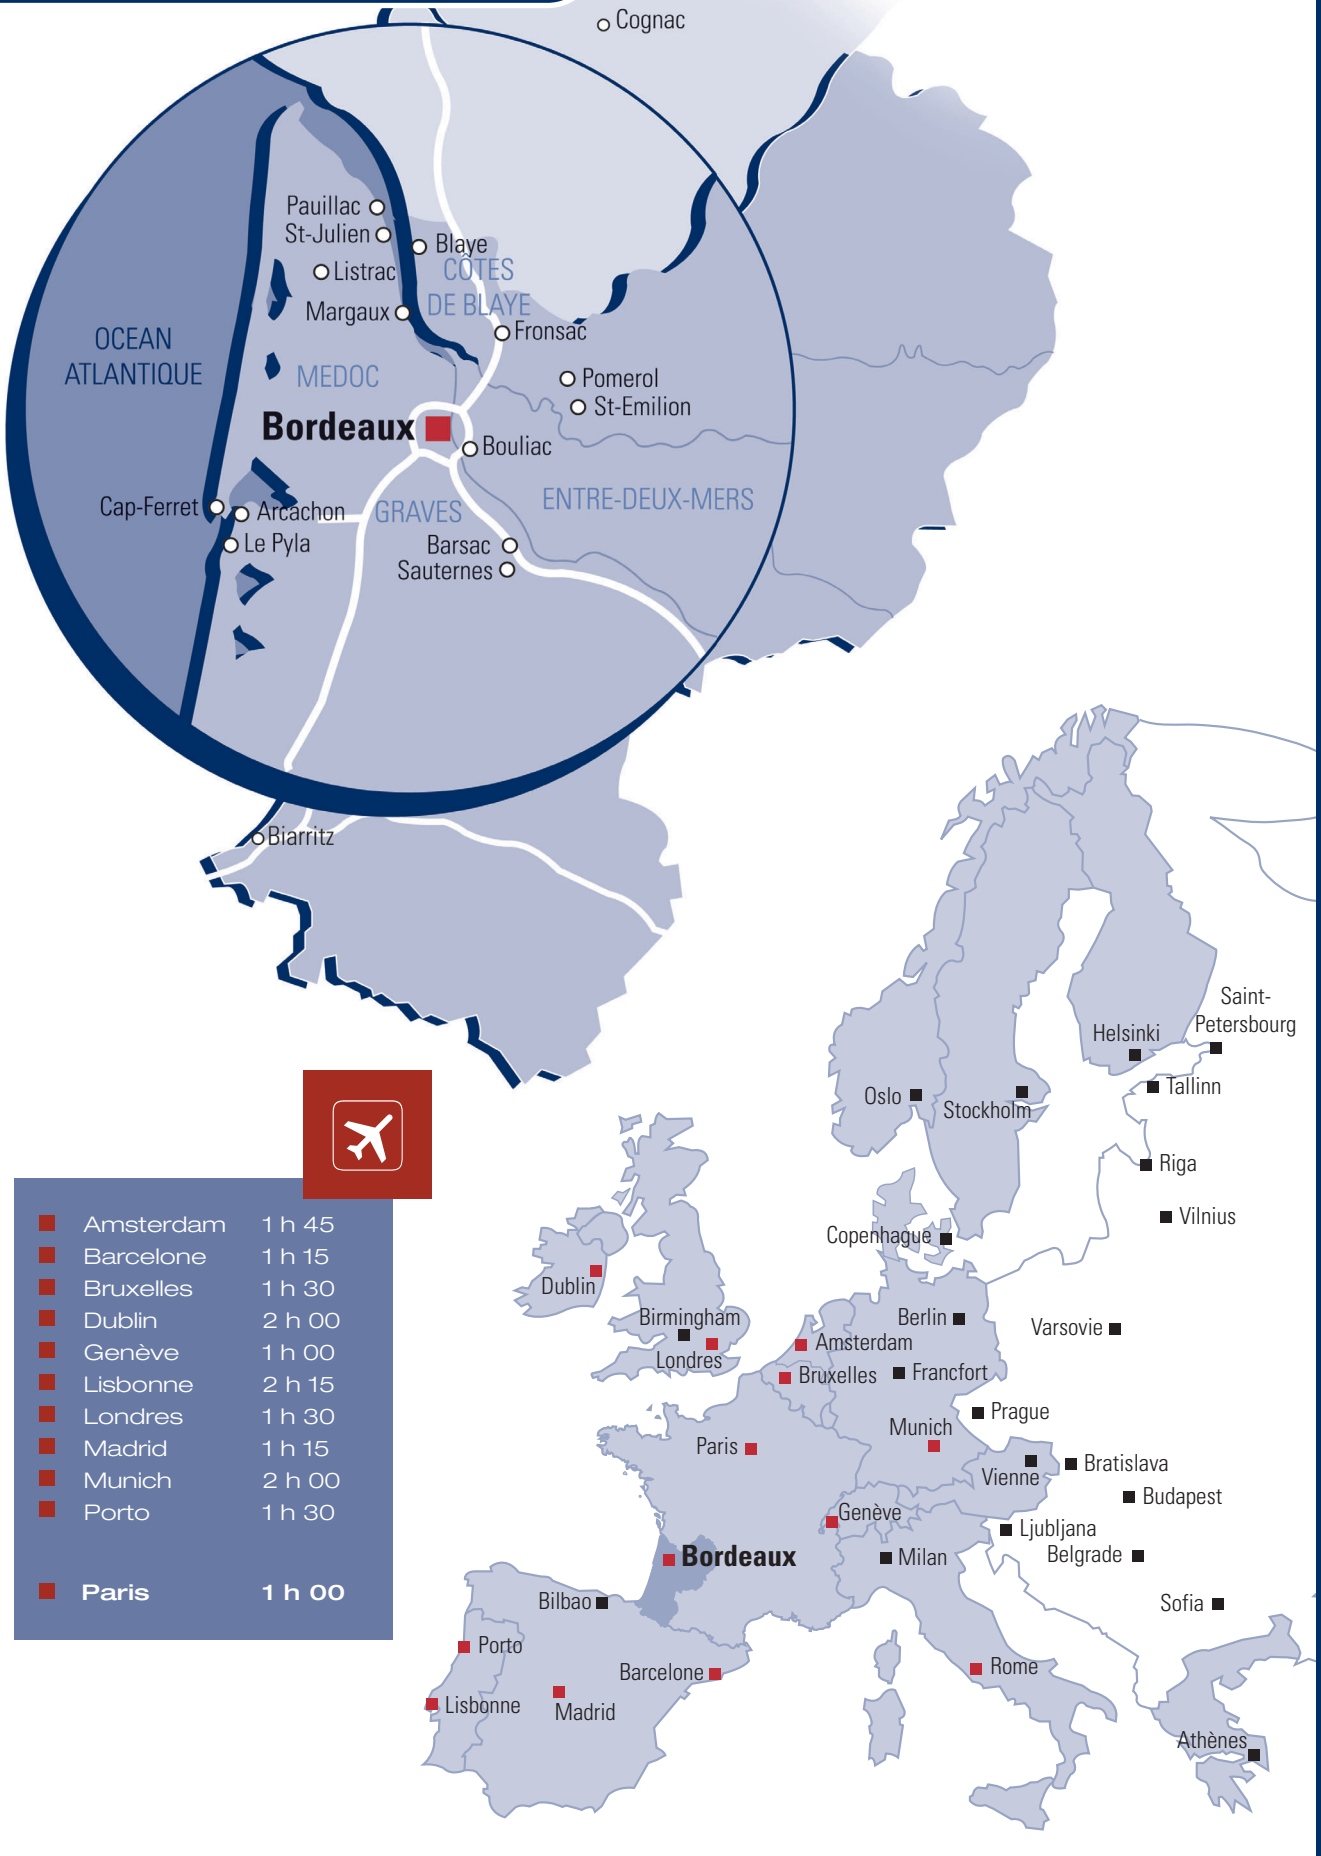 Cognac
Pauillac
St-Julien
Blaye
Listrac
CÔTES
DE BLAYE
Margaux
Fronsac
OCEAN
ATLANTIQUE
MEDOC
Pomerol
St-Emilion
Bordeaux
Bouliac
ENTRE-DEUX-MERS
Cap-Ferret
Arcachon
GRAVES
Le Pyla
Barsac
Sauternes
Biarritz
Saint-
Petersbourg
Helsinki
Tallinn
Oslo
Stockholm
Riga
Vilnius
Copenhague
Dublin
Birmingham
Londres
Berlin
Varsovie
Amsterdam
Bruxelles
Francfort
Prague
Munich
Paris
Vienne
Bratislava
Budapest
Genève
Ljubljana
Belgrade
Bordeaux
Milan
Bilbao
Sofia
Porto
Barcelone
Rome
Lisbonne
Madrid
Athènes
Amsterdam 1 h 45
Barcelone 1 h 15
Bruxelles 1 h 30
Dublin 2 h 00
Genève 1 h 00
Lisbonne 2 h 15
Londres 1 h 30
Madrid 1 h 15
Munich 2 h 00
Porto 1 h 30
Paris 1 h 00